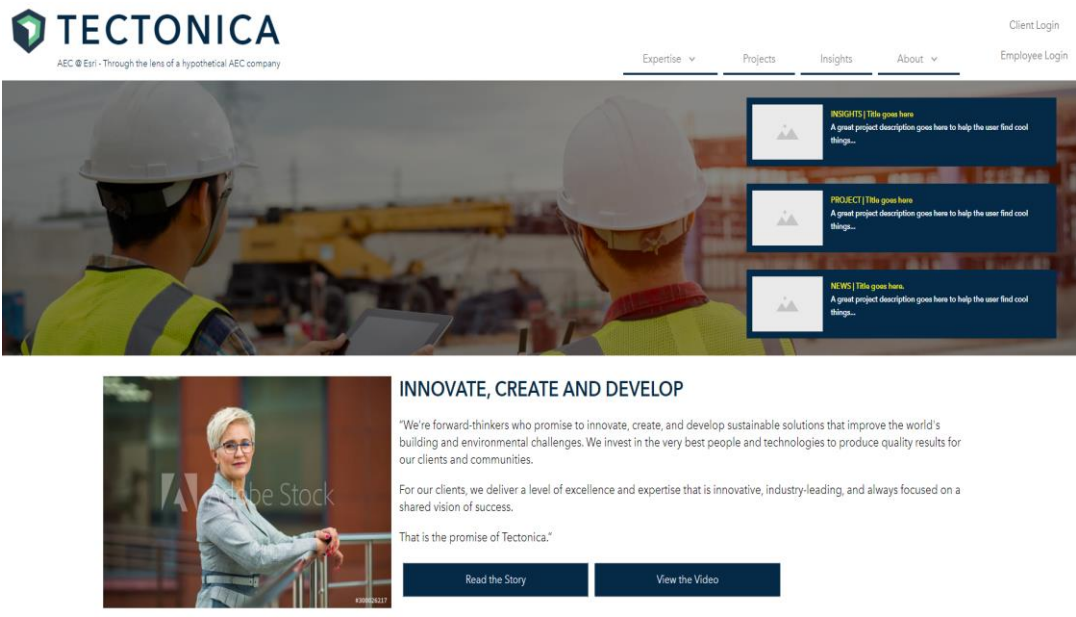 TECTONICA
AEC @ Esri - Through the lens of a hypothetical AEC company
Client Login
Employee Login
Expertise
Projects
Insights
About
INSIGHTS | Title goes here
A great project description goes here to help the user find cool
things...
PROJECT | Title goes here
A great project description goes here to help the user find cool
things...
NEWS | Title goes here.
A great project description goes here to help the user find cool
things...
INNOVATE, CREATE AND DEVELOP
"We're forward-thinkers who promise to innovate, create, and develop sustainable solutions that improve the world's
building and environmental challenges. We invest in the very best people and technologies to produce quality results for
our clients and communities.
For our clients, we deliver a level of excellence and expertise that is innovative, industry-leading, and always focused on a
shared vision of success.
That is the promise of Tectonica."
Adobe Stock
Read the Story
View the Video